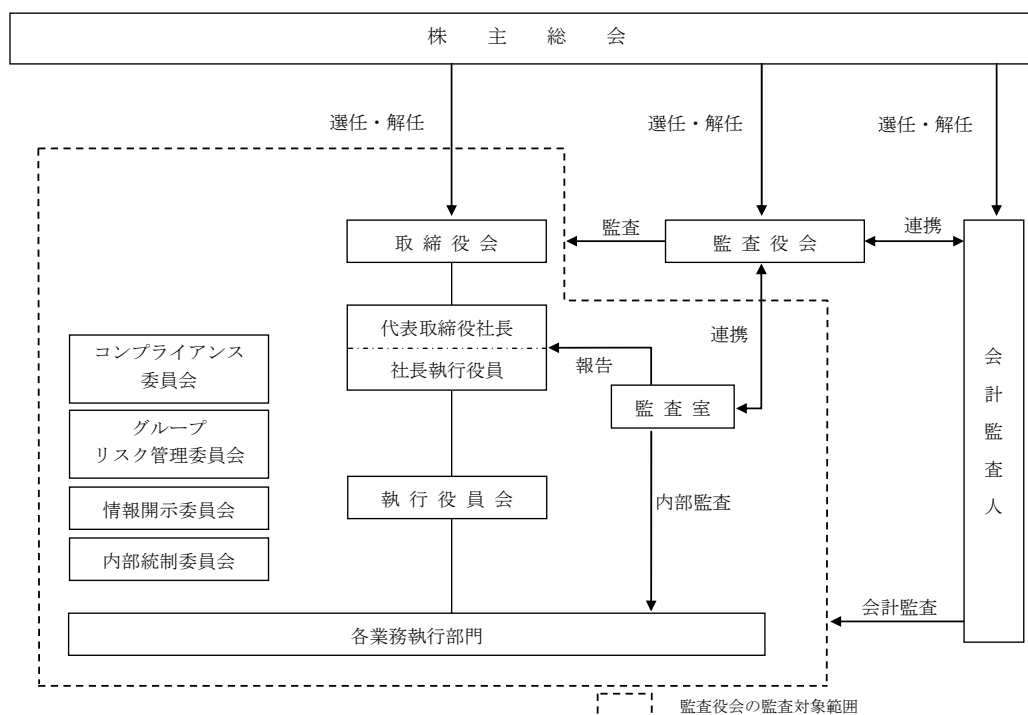 株主総会
選任・解任
選任・解任
選任・解任
取締役会
監査
監査役会
連携
代表取締役社長
社長執行役員
報告
連携
監査室
コンプライアンス
委員会
グループ
リスク管理委員会
情報開示委員会
内部統制委員会
執行役員会
内部監査
会計監査人
会計監査
各業務執行部門
監査役会の監査対象範囲